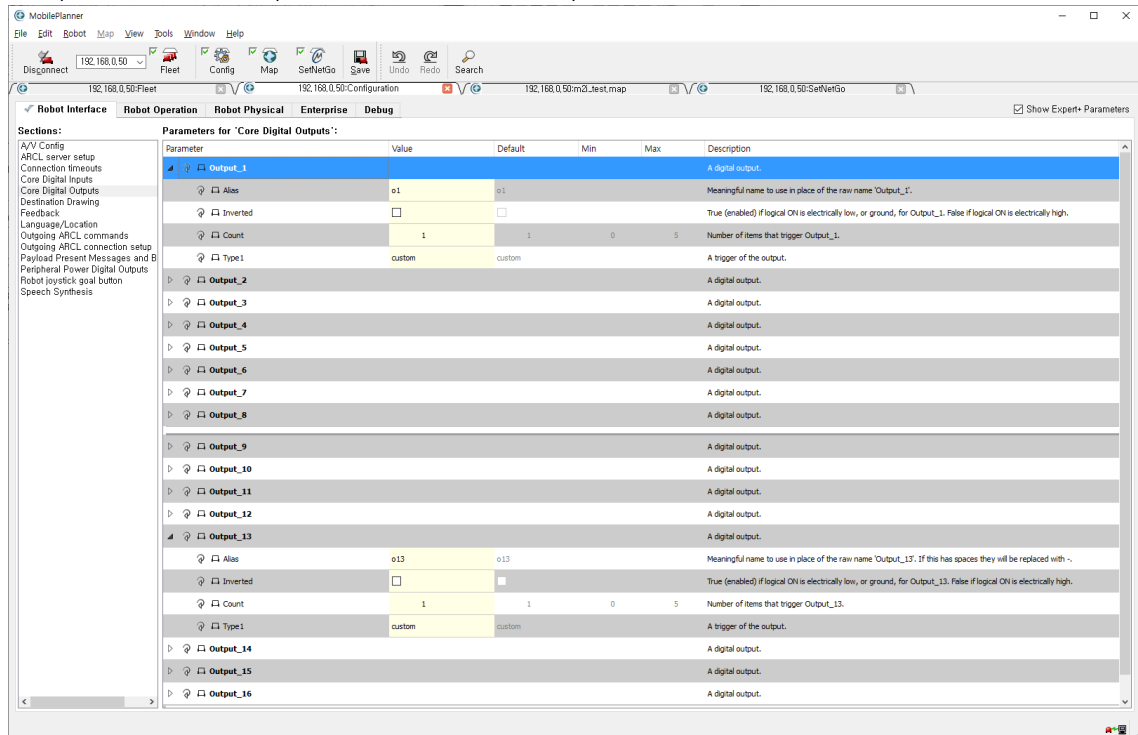 MobilePlanner
File Edit Robot Map View Tools Window Help
Disconnect 192,168,0,50 Fleet Config Map SetNetGo Save Undo Redo Search
192,168,0,50:Fleet 192,168,0,50:Configuration 192,168,0,50:m2i_test,map 192,168,0,50:SetNetGo
Robot Interface Robot Operation Robot Physical Enterprise Debug Show Expert+ Parameters
Sections: Parameters for 'Core Digital Outputs':
A/V Config
ARCL server setup
Connection timeouts
Core Digital Inputs
Core Digital Outputs
Destination Drawing
Feedback
Language/Location
Outgoing ARCL commands
Outgoing ARCL connection setup
Payload Present Messages and B
Peripheral Power Digital Outputs
Robot joystick goal button
Speech Synthesis
Parameter Value Default Min Max Description
Output_1 A digital output.
Alias o1 o1 Meaningful name to use in place of the raw name 'Output_1'.
Inverted True (enabled) if logical ON is electrically low, or ground, for Output_1. False if logical ON is electrically high.
Count 1 1 0 5 Number of items that trigger Output_1.
Type1 custom custom A trigger of the output.
Output_2 A digital output.
Output_3 A digital output.
Output_4 A digital output.
Output_5 A digital output.
Output_6 A digital output.
Output_7 A digital output.
Output_8 A digital output.
Output_9 A digital output.
Output_10 A digital output.
Output_11 A digital output.
Output_12 A digital output.
Output_13 A digital output.
Alias o13 o13 Meaningful name to use in place of the raw name 'Output_13'. If this has spaces they will be replaced with -.
Inverted True (enabled) if logical ON is electrically low, or ground, for Output_13. False if logical ON is electrically high.
Count 1 1 0 5 Number of items that trigger Output_13.
Type1 custom custom A trigger of the output.
Output_14 A digital output.
Output_15 A digital output.
Output_16 A digital output.